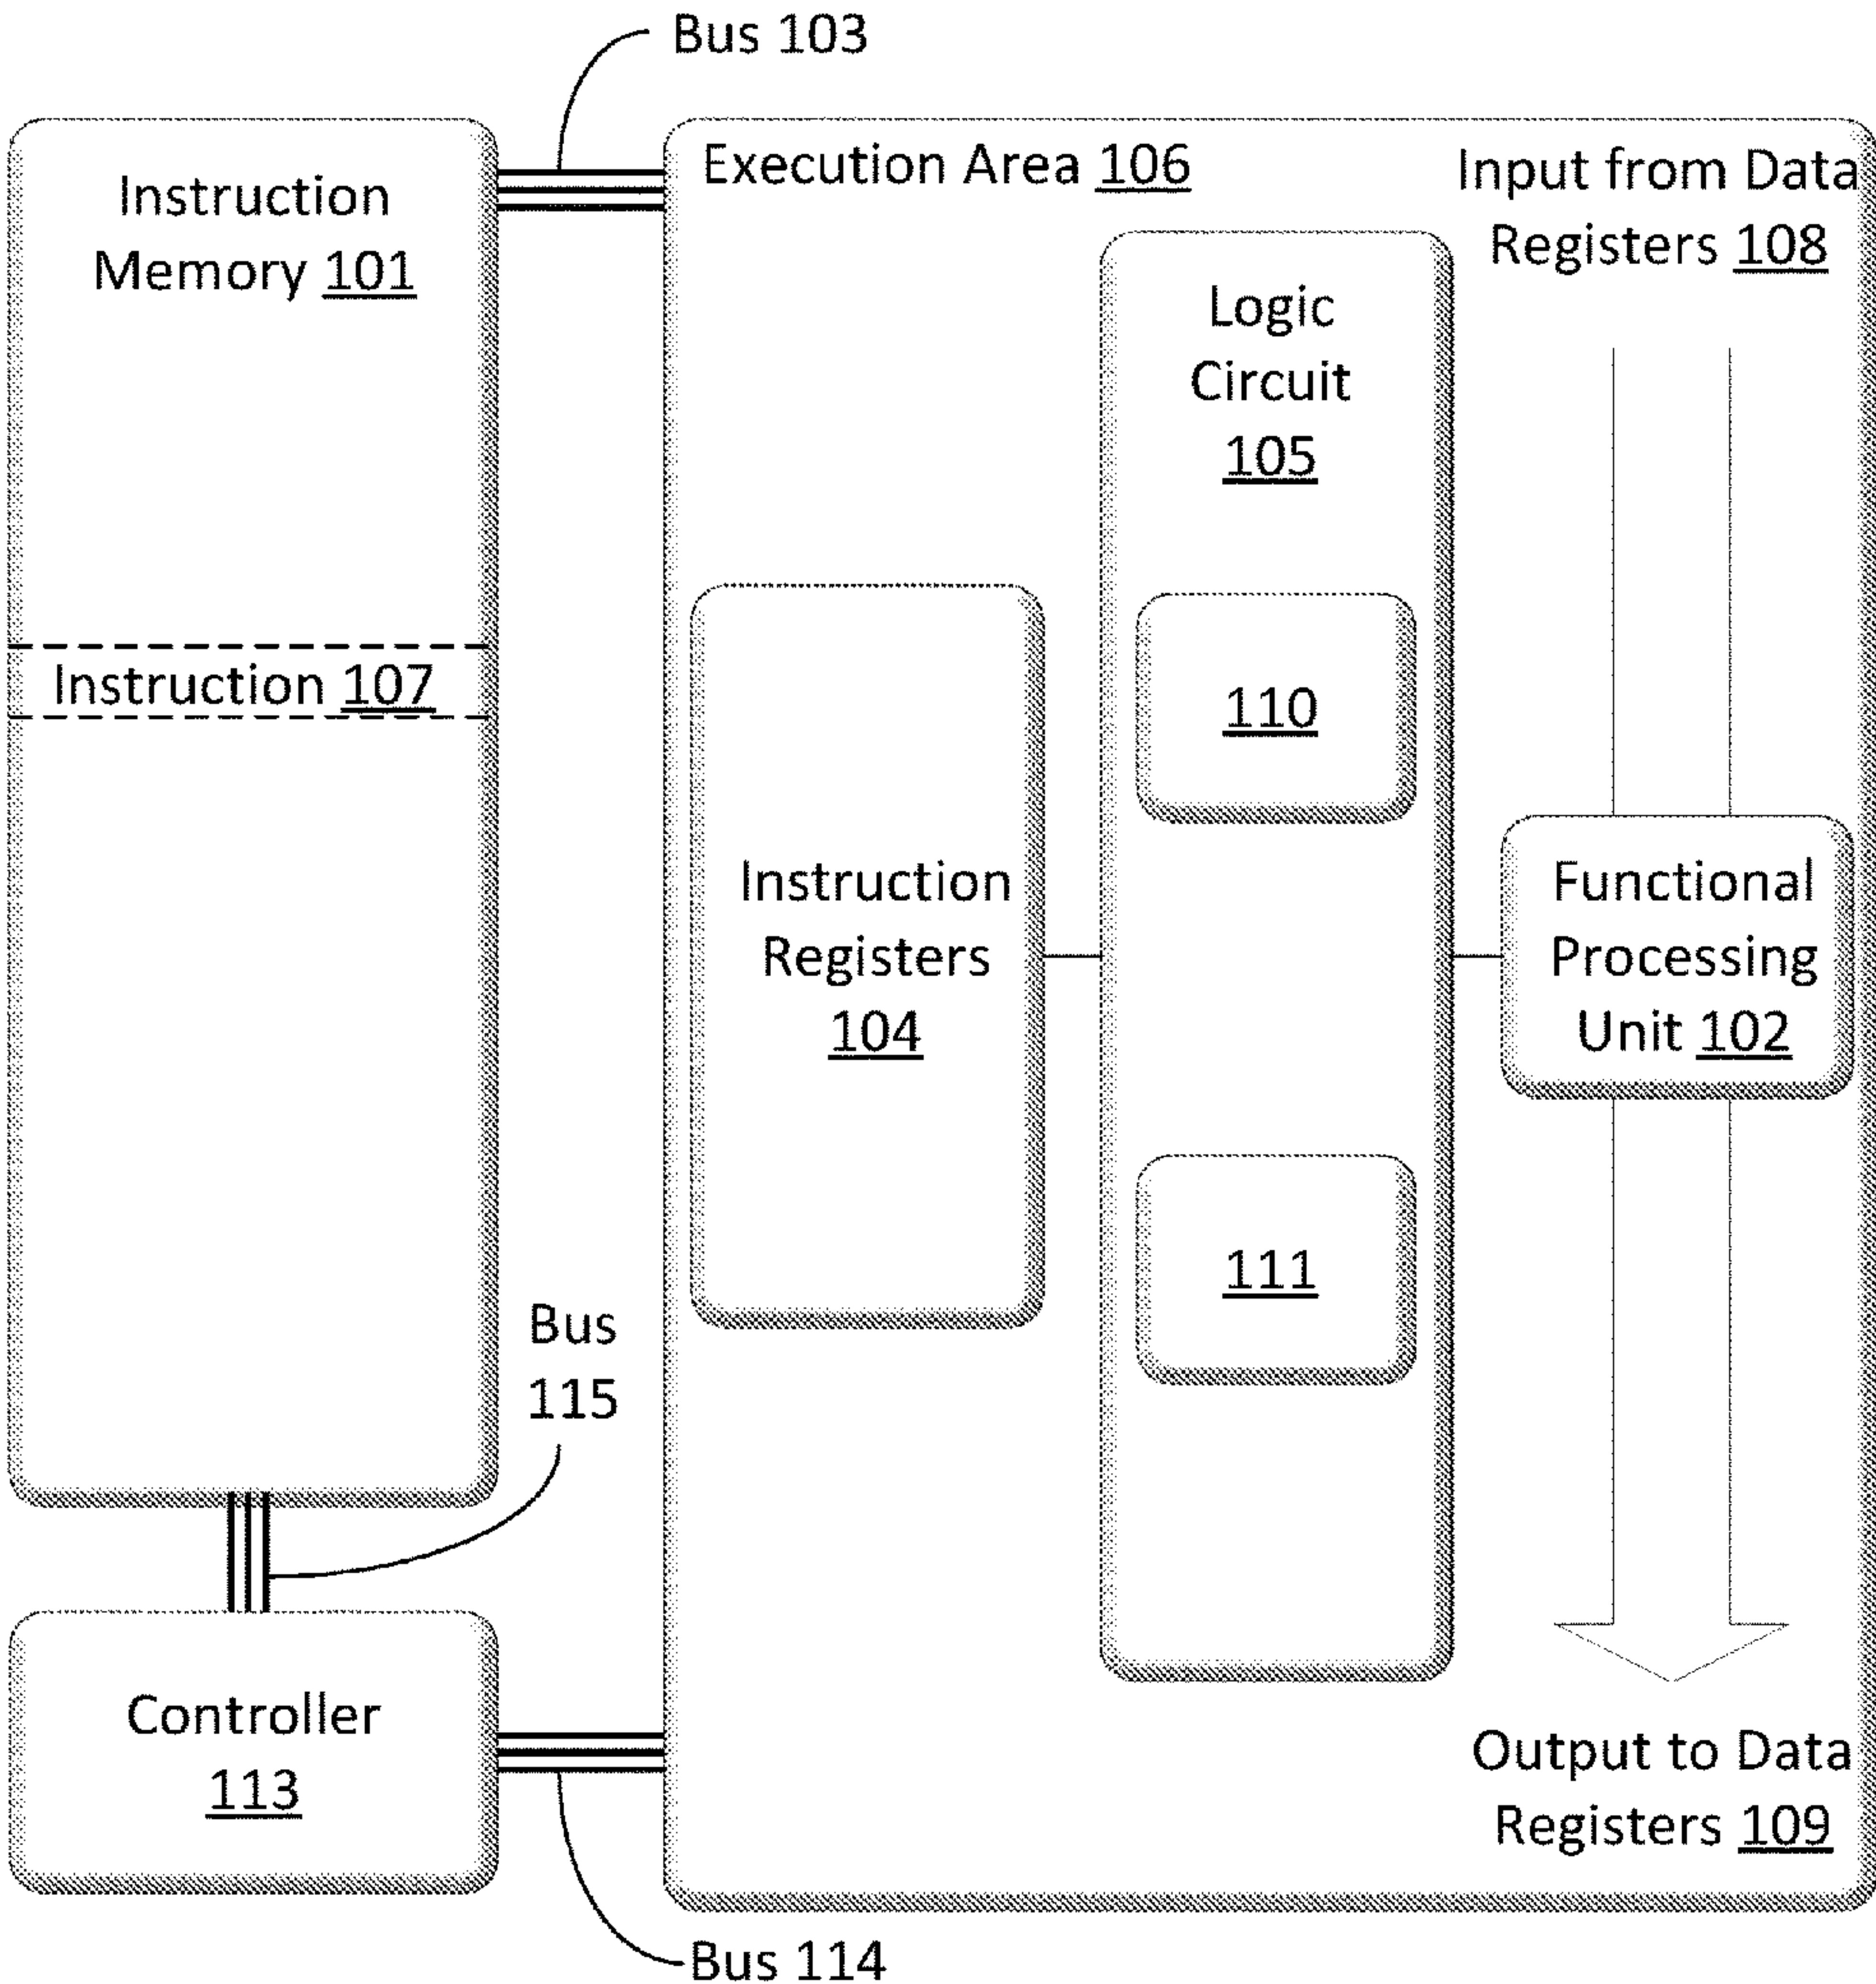 Bus 103
Instruction
Memory 101
Execution Area 106
Input from Data
Registers 108
Logic
Circuit
105
Instruction 107
110
Instruction
Registers
104
Functional
Processing
Unit 102
111
Bus
115
Controller
113
Output to Data
Registers 109
Bus 114